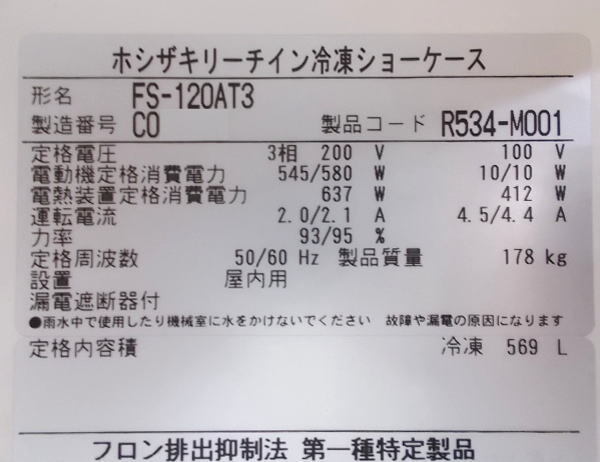 ホシザキリーチイン冷凍ショーケース
形名 FS-120AT3
製造番号 C0 製品コード R534-M001
定格電圧 3相 200 V 100 V
電動機定格消費電力 545/580 W 10/10 W
電熱装置定格消費電力 637 W 412 W
運転電流 2.0/2.1 A 4.5/4.4 A
力率 93/95 %
定格周波数 50/60 Hz 製品質量 178 kg
設置 屋内用
漏電遮断器付
●雨水中で使用したり機械室に水をかけないでください 故障や漏電の原因になります
定格内容積 冷凍 569 L
フロン排出抑制法 第一種特定製品